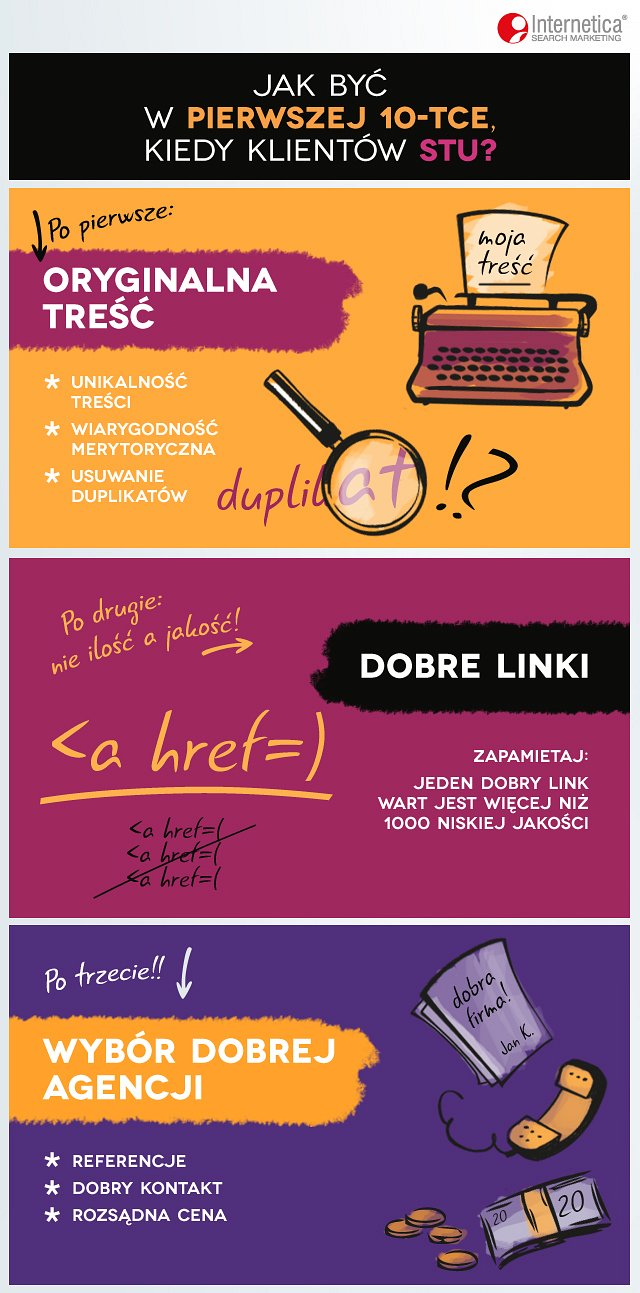 Internetica®
SEARCH MARKETING
JAK BYĆ
W PIERWSZEJ 10-TCE,
KIEDY KLIENTÓW STU?
Po pierwsze:
ORYGINALNA
TREŚĆ
moja
treść
* UNIKALNOŚĆ
TREŚCI
* WIARYGODNOŚĆ
MERYTORYCZNA
* USUWANIE
DUPLIKATÓW
duplikat !?
Po drugie:
nie ilość a jakość!
DOBRE LINKI
<a href=)
ZAPAMIETAJ:
JEDEN DOBRY LINK
WART JEST WIĘCEJ NIŻ
1000 NISKIEJ JAKOŚCI
<a href=(
<a href=(
<a href=(
Po trzecie!!
dobra
firma!
Jan K.
WYBÓR DOBREJ
AGENCJI
* REFERENCJE
* DOBRY KONTAKT
* ROZSĄDNA CENA
20 20